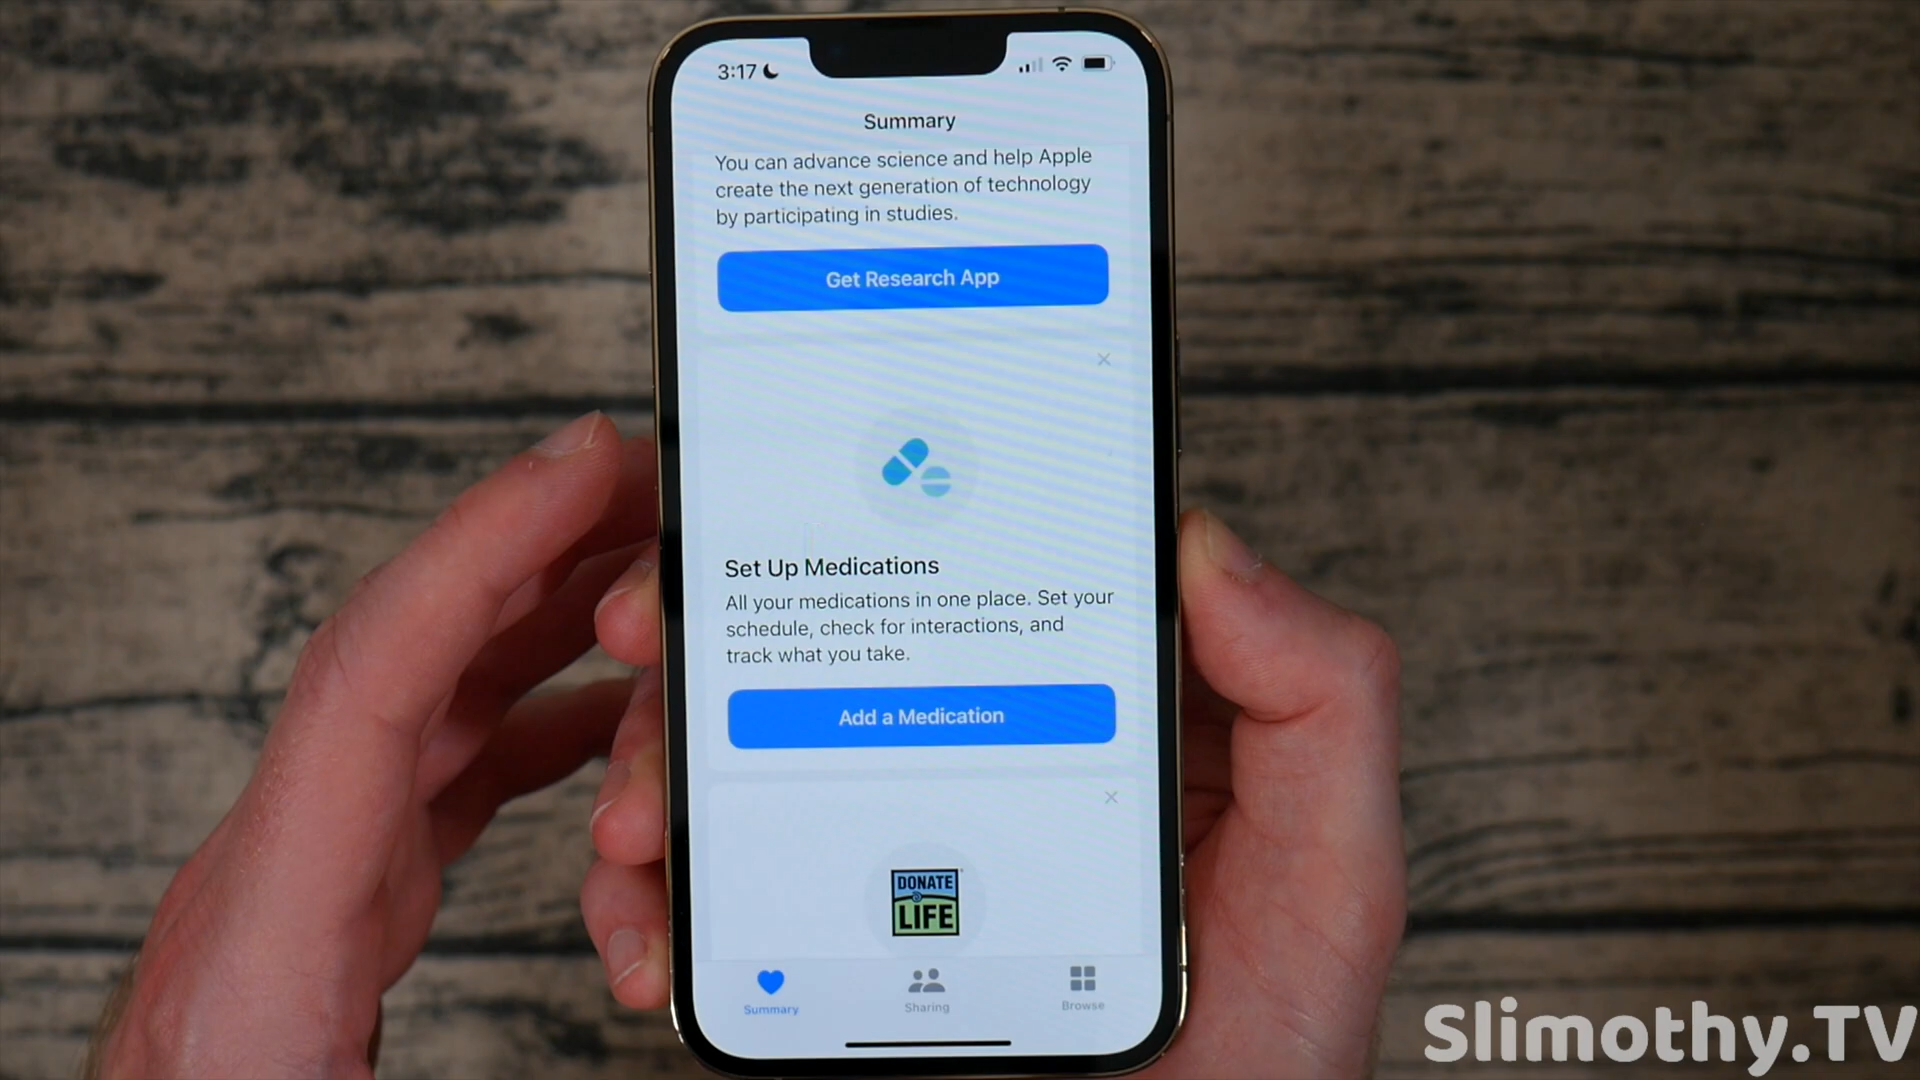 3:17
Summary
You can advance science and help Apple
create the next generation of technology
by participating in studies.
Get Research App
Set Up Medications
All your medications in one place. Set your
schedule, check for interactions, and
track what you take.
Add a Medication
DONATE
LIFE
Summary
Sharing
Browse
Slimothy.TV